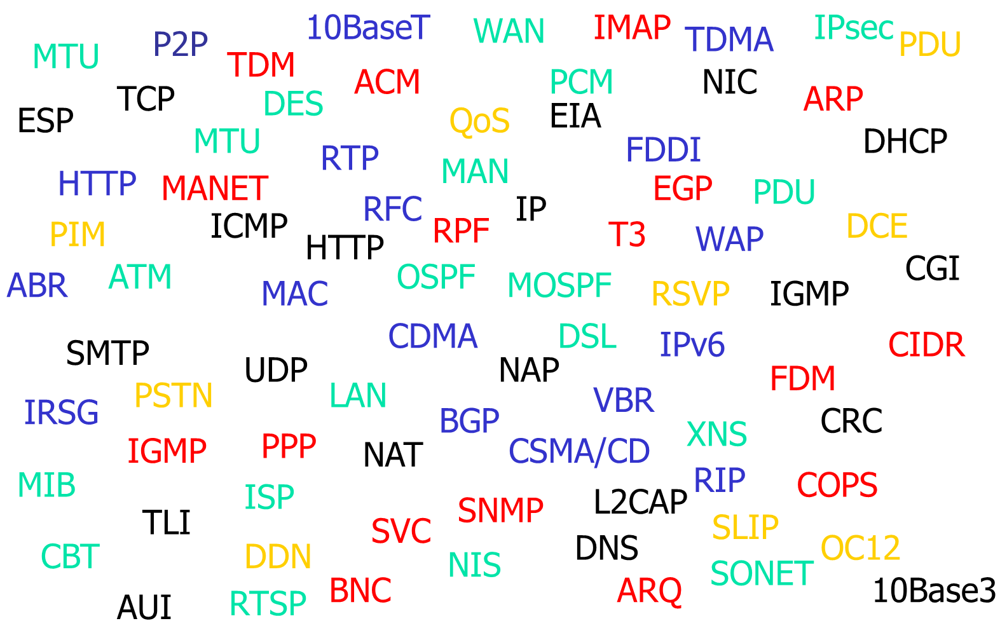 10BaseT
WAN
IMAP
TDMA
IPsec
P2P
PDU
MTU
TDM
ACM
PCM
NIC
TCP
DES
ARP
ESP
QoS
EIA
MTU
RTP
FDDI
DHCP
HTTP
MANET
MAN
EGP
PDU
RFC
IP
PIM
ICMP
RPF
T3
WAP
DCE
HTTP
ABR
ATM
MAC
OSPF
MOSPF
RSVP
IGMP
CGI
CDMA
DSL
IPv6
CIDR
SMTP
UDP
NAP
FDM
PSTN
LAN
VBR
IRSG
BGP
XNS
CRC
IGMP
PPP
NAT
CSMA/CD
MIB
ISP
RIP
COPS
L2CAP
TLI
SVC
SNMP
SLIP
CBT
DDN
NIS
DNS
OC12
SONET
BNC
ARQ
10Base3
AUI
RTSP